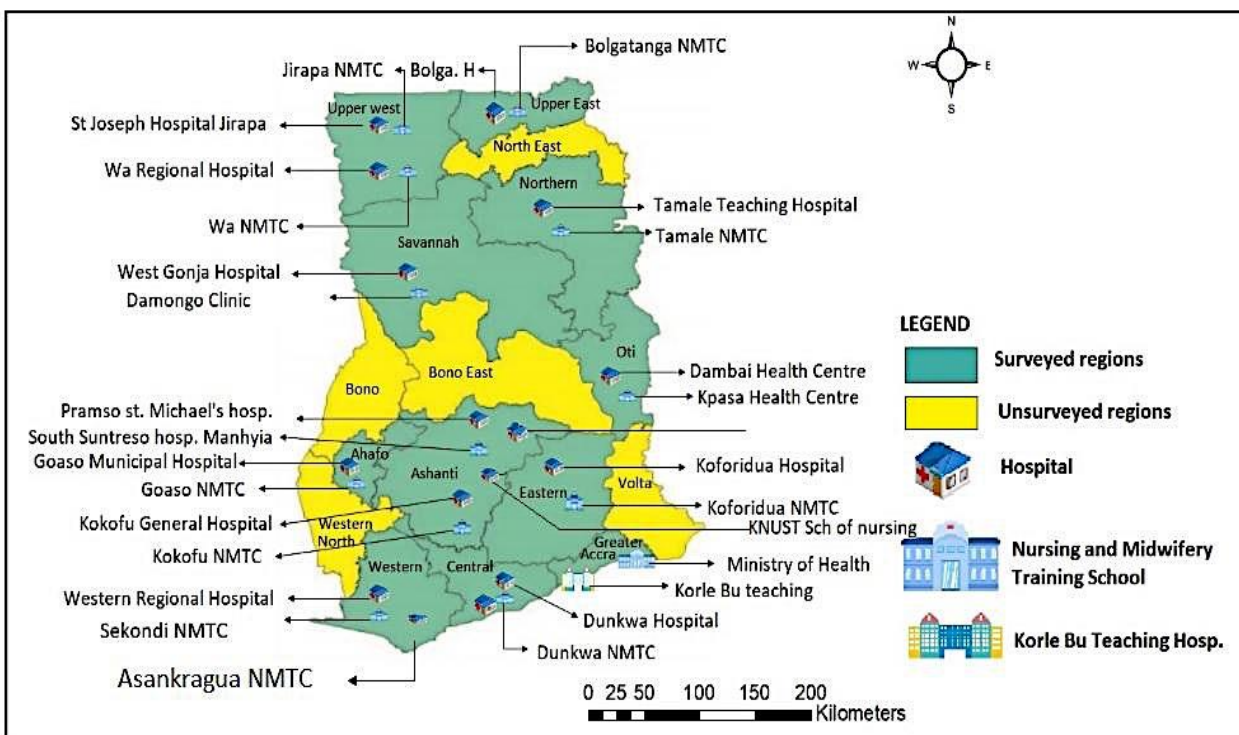 N
W
E
S
Bolgatanga NMTC
Jirapa NMTC
Bolga. H
Upper west
Upper East
St Joseph Hospital Jirapa
North East
Wa Regional Hospital
Northern
Tamale Teaching Hospital
Wa NMTC
Tamale NMTC
Savannah
West Gonja Hospital
Damongo Clinic
LEGEND
Surveyed regions
Oti
Bono East
Dambai Health Centre
Bono
Kpasa Health Centre
Unsurveyed regions
Pramso st. Michael's hosp.
South Suntreso hosp. Manhyia
Ahafo
Goaso Municipal Hospital
Ashanti
Koforidua Hospital
Hospital
Goaso NMTC
Eastern
Volta
Koforidua NMTC
Kokofu General Hospital
Western
North
KNUST Sch of nursing
Kokofu NMTC
Greater
Accra
Ministry of Health
Nursing and Midwifery
Training School
Western
Central
Korle Bu teaching
Western Regional Hospital
Dunkwa Hospital
Sekondi NMTC
Dunkwa NMTC
Korle Bu Teaching Hosp.
Asankragua NMTC
0 25 50 100 150 200
Kilometers